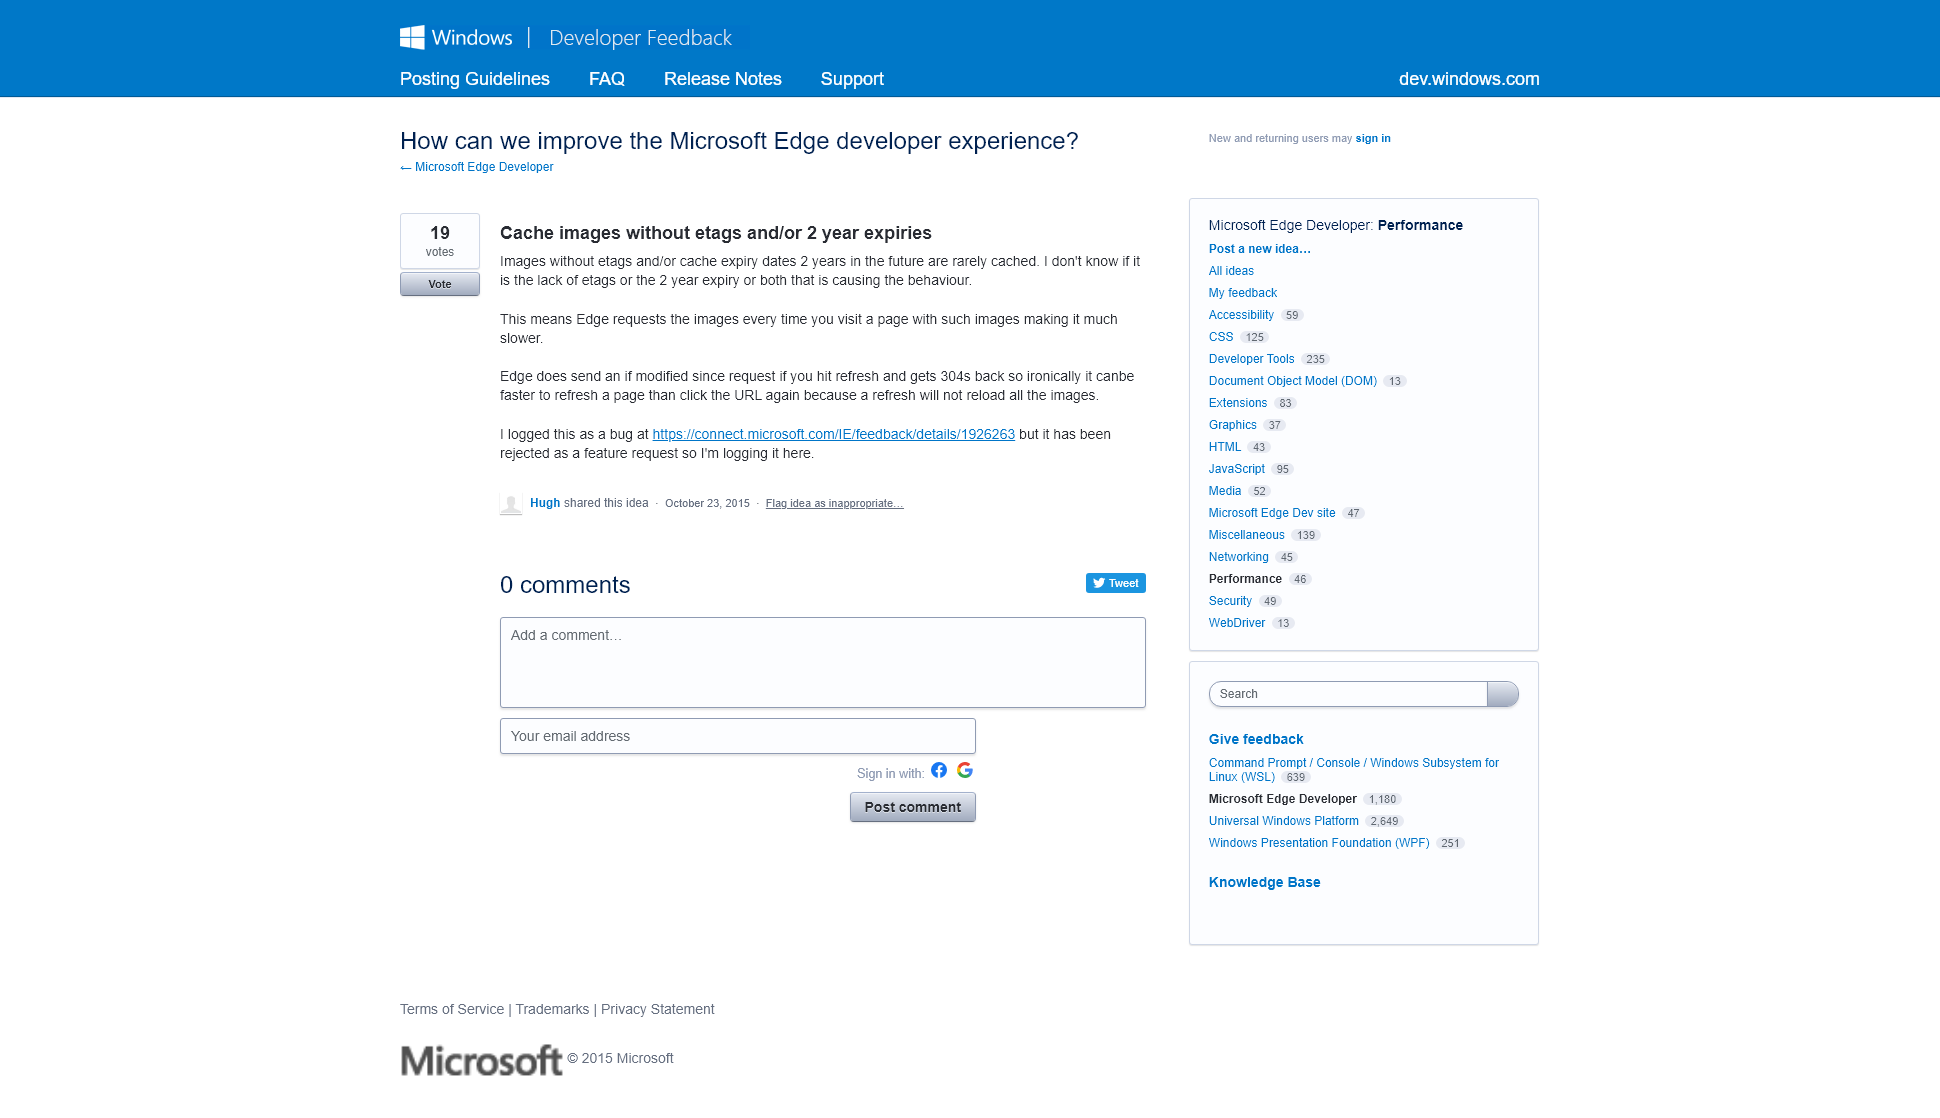 Windows | Developer Feedback
Posting Guidelines FAQ Release Notes Support dev.windows.com
How can we improve the Microsoft Edge developer experience?
← Microsoft Edge Developer
New and returning users may sign in
19
votes
Vote
Cache images without etags and/or 2 year expiries
Images without etags and/or cache expiry dates 2 years in the future are rarely cached. I don't know if it
is the lack of etags or the 2 year expiry or both that is causing the behaviour.
This means Edge requests the images every time you visit a page with such images making it much
slower.
Edge does send an if modified since request if you hit refresh and gets 304s back so ironically it canbe
faster to refresh a page than click the URL again because a refresh will not reload all the images.
I logged this as a bug at https://connect.microsoft.com/IE/feedback/details/1926263 but it has been
rejected as a feature request so I'm logging it here.
Hugh shared this idea · October 23, 2015 · Flag idea as inappropriate…
0 comments
Tweet
Add a comment…
Your email address
Sign in with:
Post comment
Microsoft Edge Developer: Performance
Post a new idea…
All ideas
My feedback
Accessibility 59
CSS 125
Developer Tools 235
Document Object Model (DOM) 13
Extensions 83
Graphics 37
HTML 43
JavaScript 95
Media 52
Microsoft Edge Dev site 47
Miscellaneous 139
Networking 45
Performance 46
Security 49
WebDriver 13
Search
Give feedback
Command Prompt / Console / Windows Subsystem for
Linux (WSL) 639
Microsoft Edge Developer 1,180
Universal Windows Platform 2,649
Windows Presentation Foundation (WPF) 251
Knowledge Base
Terms of Service | Trademarks | Privacy Statement
Microsoft © 2015 Microsoft